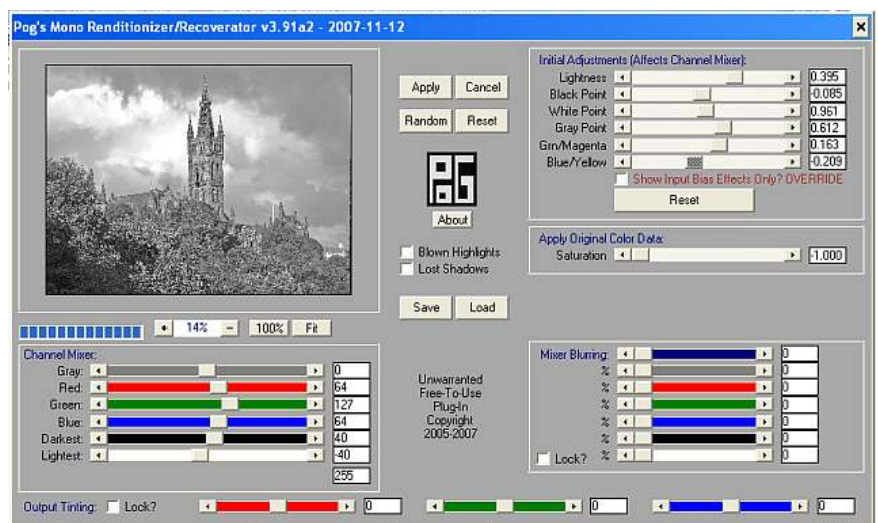 Pog's Mono Renditionizer/Recoverator v3.91a2 - 2007-11-12
Apply Cancel
Random Reset
POG
About
Blown Highlights
Lost Shadows
Save Load
Initial Adjustments (Affects Channel Mixer):
Lightness 0.395
Black Point -0.085
White Point 0.961
Gray Point 0.612
Grn/Magenta 0.163
Blue/Yellow -0.209
Show Input Bias Effects Only? OVERRIDE
Reset
Apply Original Color Data:
Saturation -1.000
+ 14% - 100% Fit
Channel Mixer:
Gray: 0
Red: 64
Green: 127
Blue: 64
Darkest: 40
Lightest: -40
255
Unwarranted
Free-To-Use
Plug-In
Copyright
2005-2007
Mixer Blurring: 0
% 0
% 0
% 0
% 0
% 0
Lock? % 0
Output Tinting: Lock? 0 0 0